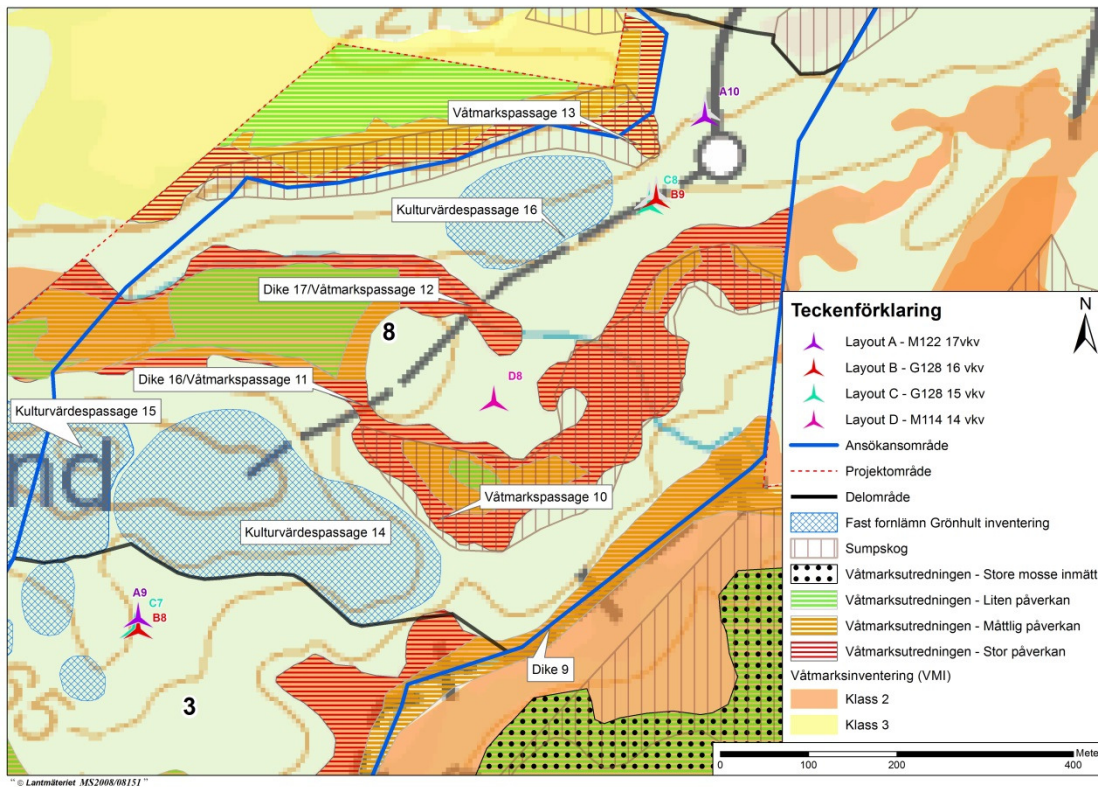 A10
Våtmarkspassage 13
C8
B9
Kulturvärdespassage 16
Dike 17/Våtmarkspassage 12
8
D8
Dike 16/Våtmarkspassage 11
Kulturvärdespassage 15
nd
Våtmarkspassage 10
Kulturvärdespassage 14
A9
C7
B8
Dike 9
3
Teckenförklaring
N
Layout A - M122 17vkv
Layout B - G128 16 vkv
Layout C - G128 15 vkv
Layout D - M114 14 vkv
Ansökansområde
Projektområde
Delområde
Fast fornlämn Grönhult inventering
Sumpskog
Våtmarksutredningen - Store mosse inmätt
Våtmarksutredningen - Liten påverkan
Våtmarksutredningen - Måttlig påverkan
Våtmarksutredningen - Stor påverkan
Våtmarksinventering (VMI)
Klass 2
Klass 3
Mete
0 100 200 400
" © Lantmäteriet MS2008/08151 "